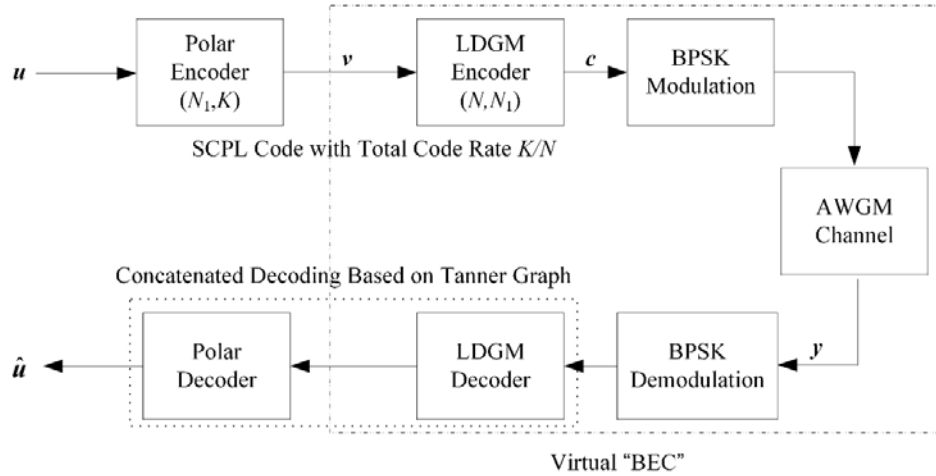 u
Polar
Encoder
(N₁,K)
v
LDGM
Encoder
(N,N₁)
c
BPSK
Modulation
SCPL Code with Total Code Rate K/N
AWGM
Channel
Concatenated Decoding Based on Tanner Graph
û
Polar
Decoder
LDGM
Decoder
BPSK
Demodulation
y
Virtual “BEC”